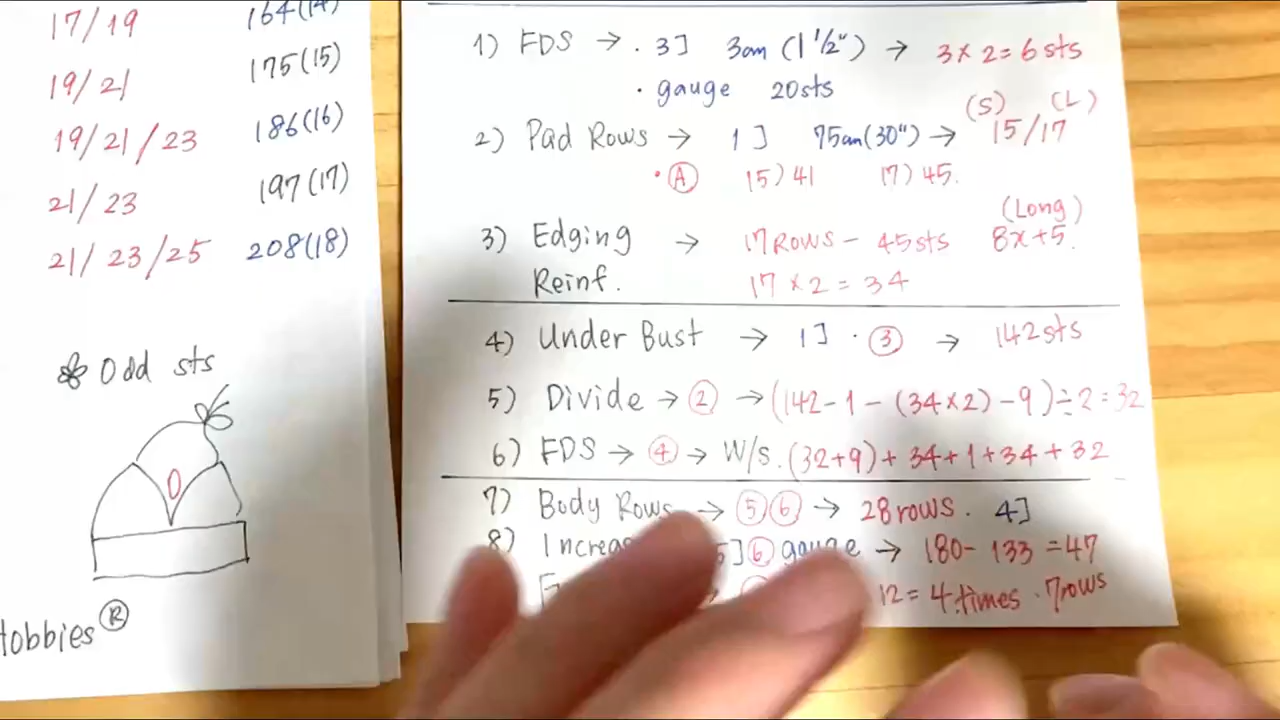 17/19 164(14)
19/21 175(15)
19/21/23 186(16)
21/23 197(17)
21/23/25 208(18)
❀ Odd sts
0
Hobbies ®
1) FDS → · 3] 3cm (1 1/2") → 3×2=6sts
· gauge 20sts
(S) (L)
2) Pad Rows → 1] 75cm(30") → 15/17
· Ⓐ 15)41 17)45.
(Long)
3) Edging → 17Rows - 45sts 8x+5.
Reinf. 17×2=34
4) Under Bust → 1] · ③ → 142sts
5) Divide → ② → (142-1-(34×2)-9)÷2=32
6) FDS → ④ → W/s. (32+9)+34+1+34+32
7) Body Rows → ⑤⑥ → 28rows. 4]
8) 5]⑥ gauge → 180-133=47
12=4times · 7rows